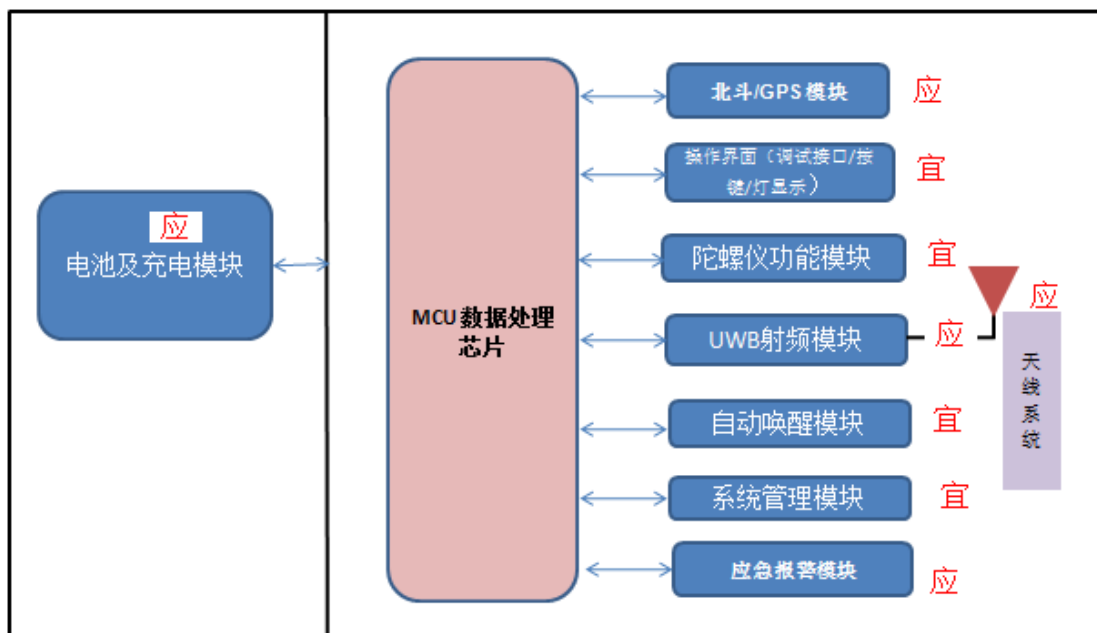 应
电池及充电模块
MCU数据处理
芯片
北斗/GPS模块
应
操作界面（调试接口/按
键/灯显示）
宜
陀螺仪功能模块
宜
UWB射频模块
应
应
天
线
系
统
自动唤醒模块
宜
系统管理模块
宜
应急报警模块
应